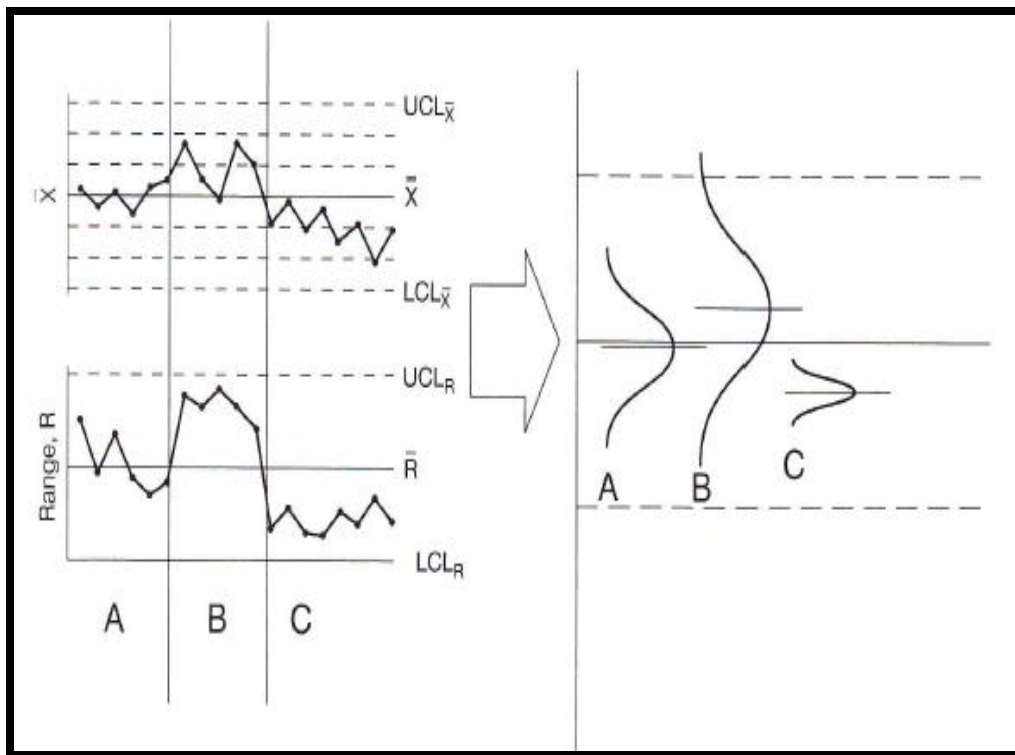 UCL X̄
X̄
X̿
LCL X̄
UCL R
Range, R
R̄
LCL R
A B C
A
B
C